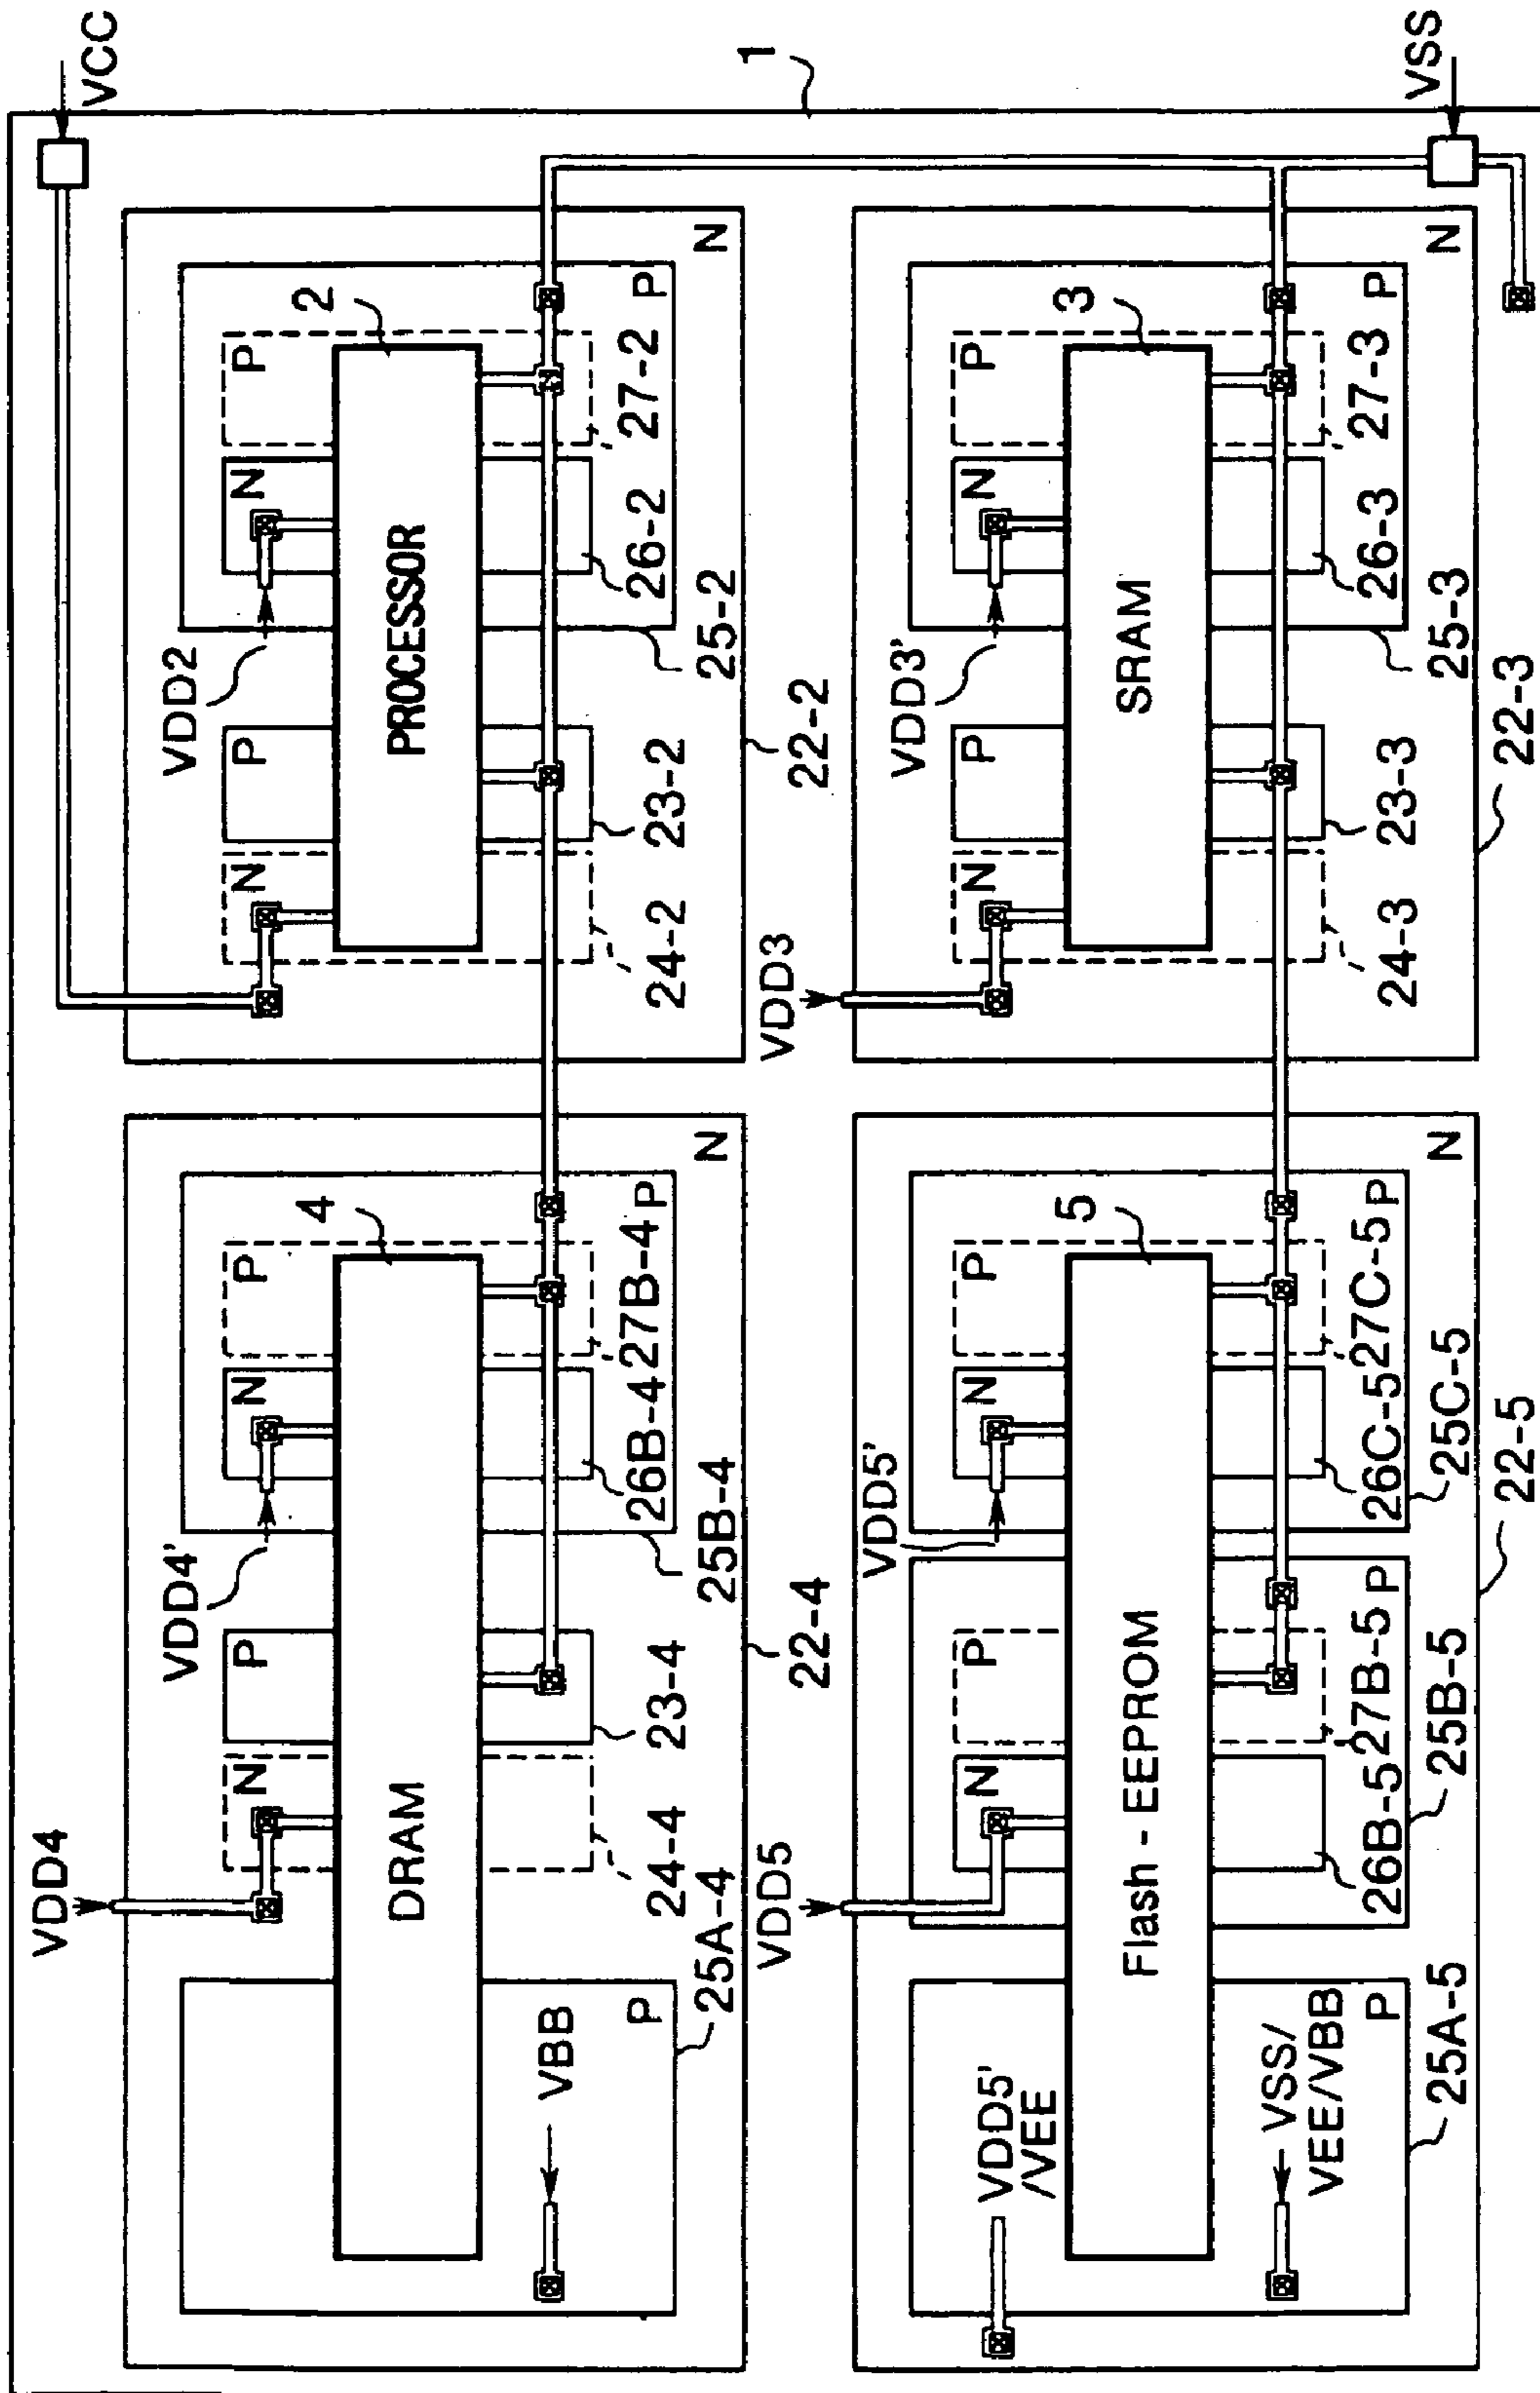 VCC
1
VSS
2
P
N
VDD2
PROCESSOR
P
N
27-2
P
26-2
25-2
N
23-2
22-2
24-2
3
P
N
VDD3'
SRAM
P
N
VDD3
27-3
P
26-3
25-3
N
23-3
22-3
24-3
4
P
N
VDD4'
DRAM
P
N
VDD4
27B-4
P
26B-4
25B-4
N
23-4
22-4
24-4
25A-4
P
VBB
5
P
N
VDD5'
Flash - EEPROM
P
N
VDD5
27C-5
P
26C-5
25C-5
N
22-5
27B-5
P
26B-5
25B-5
25A-5
P
VDD5'
/VEE
VSS/
VEE/VBB